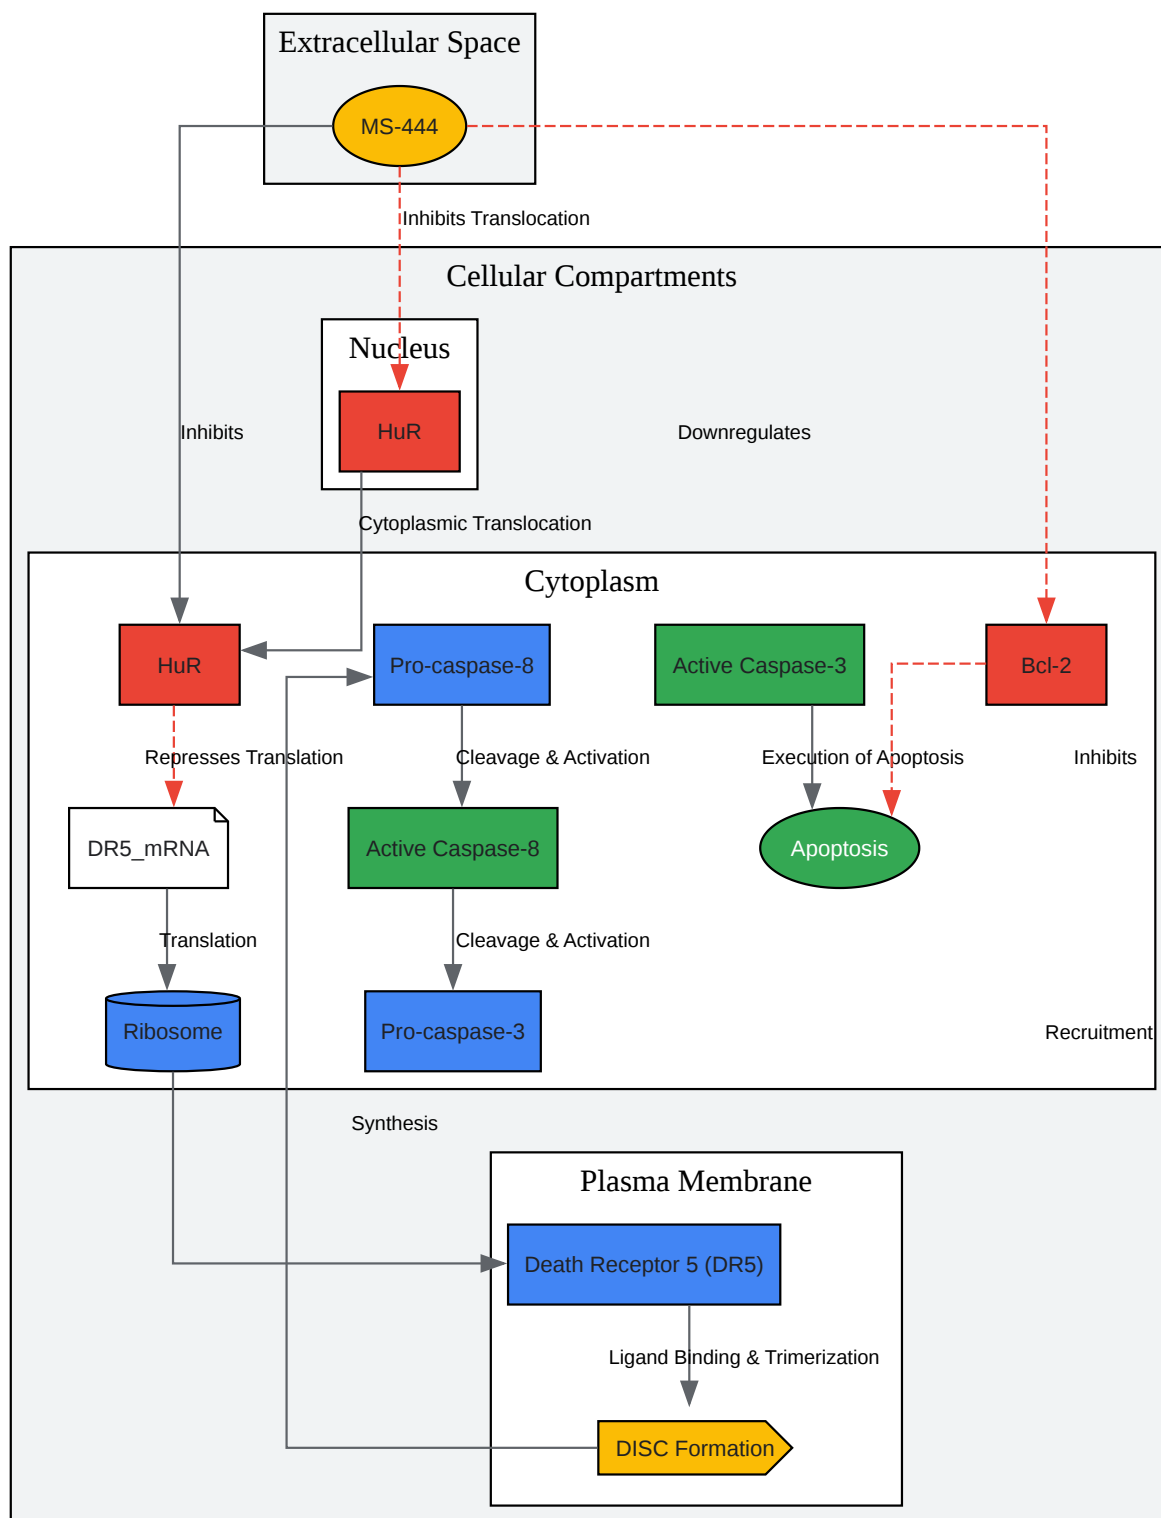 Extracellular Space
MS-444
Inhibits Translocation
Cellular Compartments
Nucleus
HuR
Inhibits
Downregulates
Cytoplasmic Translocation
Cytoplasm
HuR
Pro-caspase-8
Active Caspase-3
Bcl-2
Represses Translation
Cleavage & Activation
Execution of Apoptosis
Inhibits
DR5_mRNA
Active Caspase-8
Apoptosis
Translation
Cleavage & Activation
Ribosome
Pro-caspase-3
Recruitment
Synthesis
Plasma Membrane
Death Receptor 5 (DR5)
Ligand Binding & Trimerization
DISC Formation